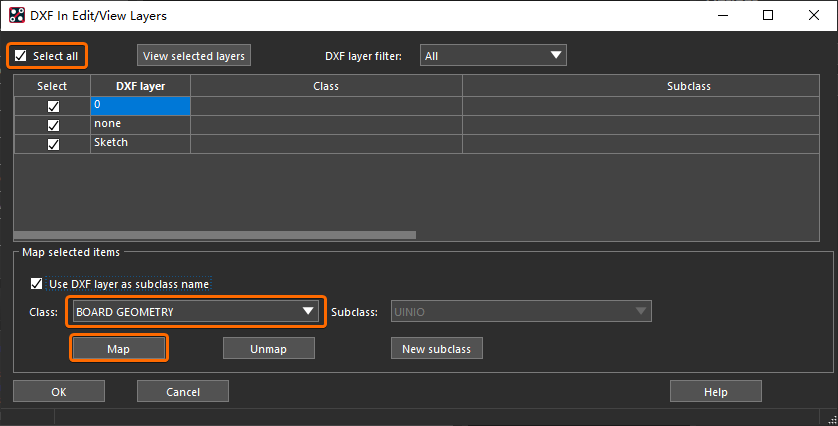 DXF In Edit/View Layers
Select all
View selected layers
DXF layer filter:
All
Select DXF layer Class Subclass
0
none
Sketch
Map selected items
Use DXF layer as subclass name
Class: BOARD GEOMETRY Subclass: UINIO
Map Unmap New subclass
OK Cancel Help